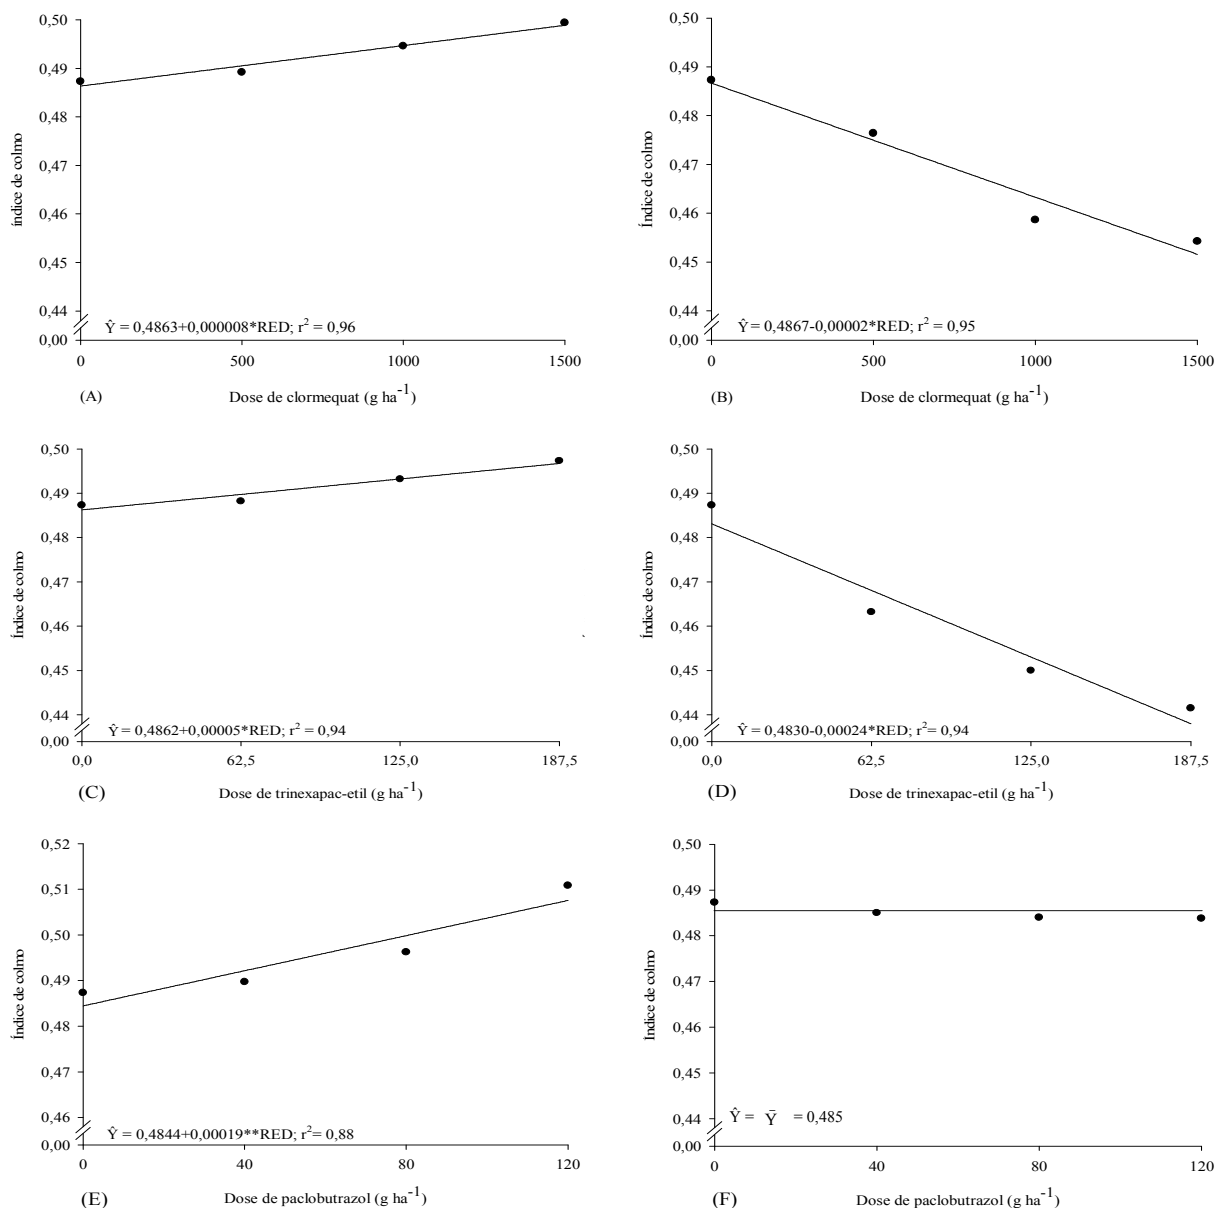 0,50
0,49
0,48
0,47
0,46
0,45
0,44
0,00
índice de colmo
Ŷ = 0,4863+0,000008*RED; r² = 0,96
0 500 1000 1500
(A) Dose de clormequat (g ha⁻¹)
0,50
0,49
0,48
0,47
0,46
0,45
0,44
0,00
Índice de colmo
Ŷ = 0,4867-0,00002*RED; r² = 0,95
0 500 1000 1500
(B) Dose de clormequat (g ha⁻¹)
0,50
0,49
0,48
0,47
0,46
0,45
0,44
0,00
Índice de colmo
Ŷ = 0,4862+0,00005*RED; r² = 0,94
0,0 62,5 125,0 187,5
(C) Dose de trinexapac-etil (g ha⁻¹)
0,50
0,49
0,48
0,47
0,46
0,45
0,44
0,00
Índice de colmo
Ŷ = 0,4830-0,00024*RED; r²= 0,94
0,0 62,5 125,0 187,5
(D) Dose de trinexapac-etil (g ha⁻¹)
0,52
0,51
0,50
0,49
0,48
0,47
0,46
0,00
Índice de colmo
Ŷ = 0,4844+0,00019**RED; r²= 0,88
0 40 80 120
(E) Dose de paclobutrazol (g ha⁻¹)
0,50
0,49
0,48
0,47
0,46
0,45
0,44
0,00
Indice de colmo
Ŷ = Ȳ = 0,485
0 40 80 120
(F) Dose de paclobutrazol (g ha⁻¹)